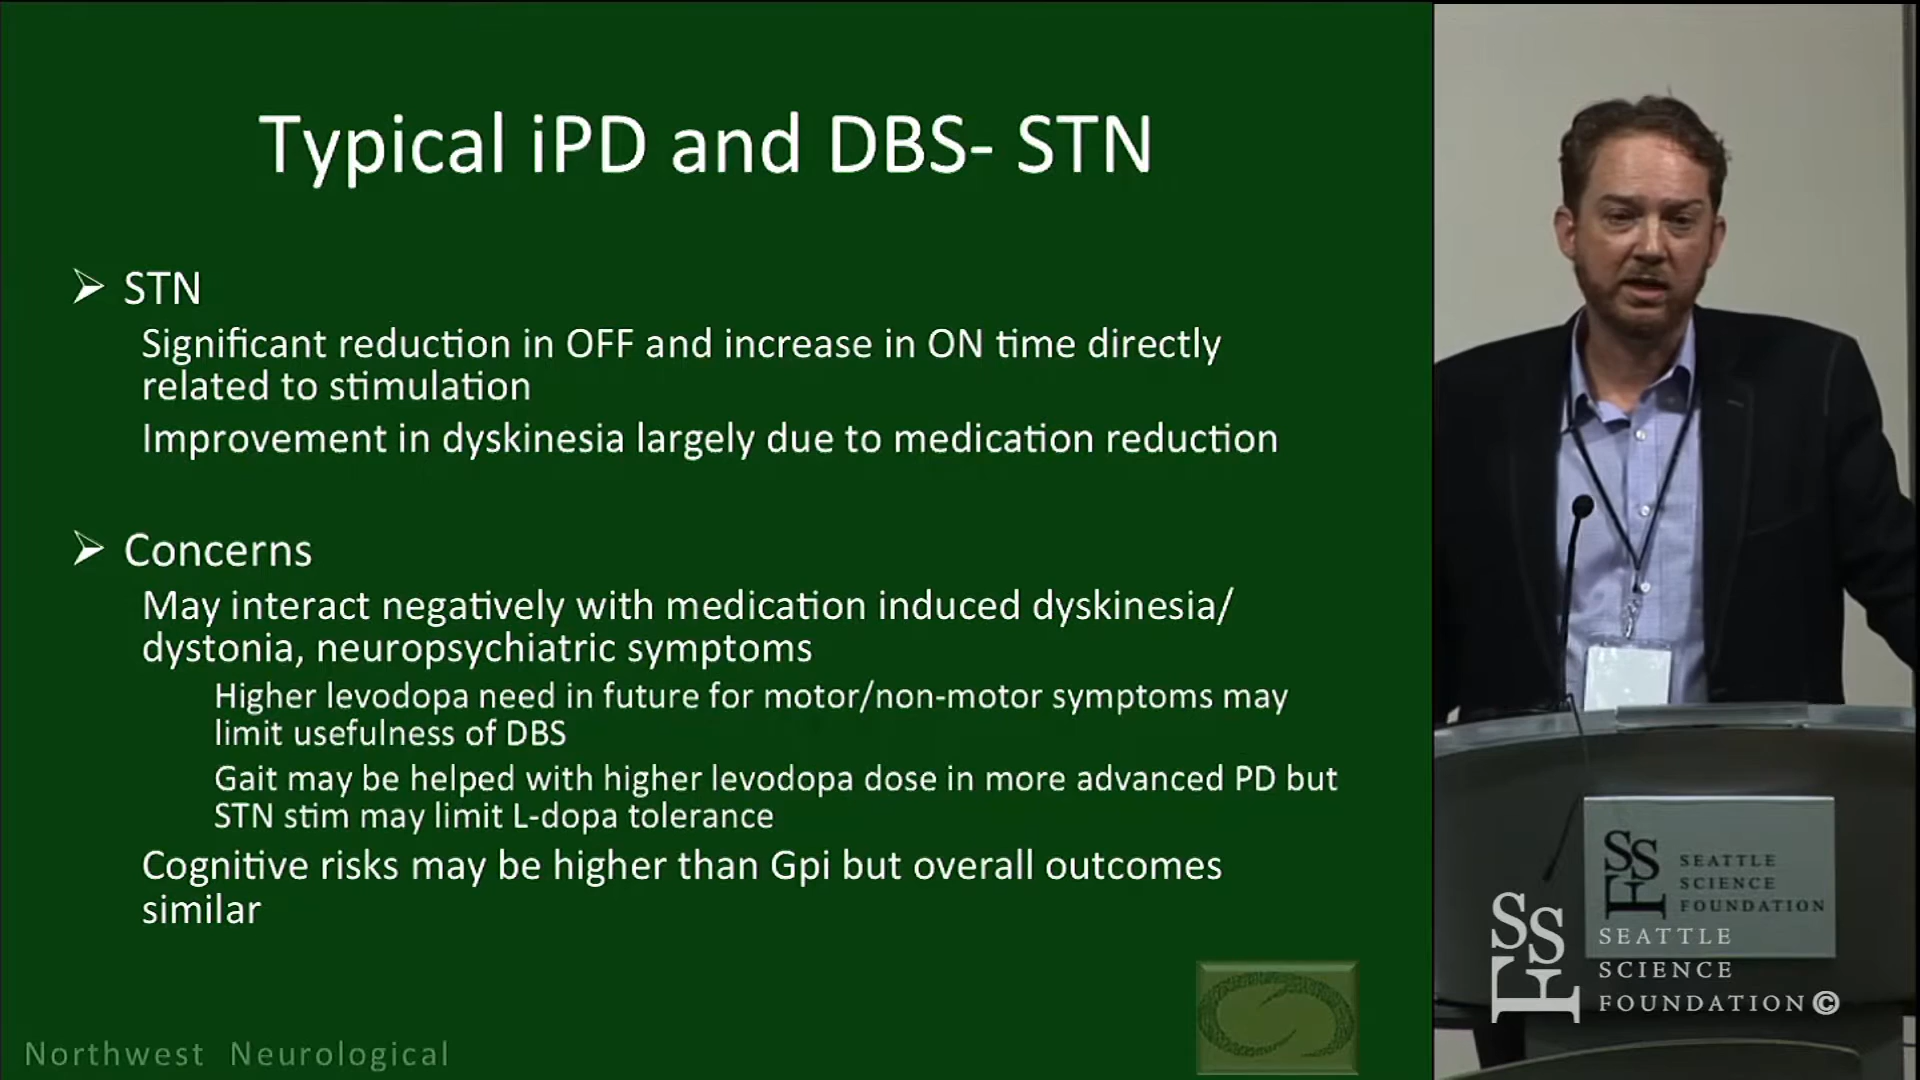 Typical iPD and DBS- STN
STN
Significant reduction in OFF and increase in ON time directly
related to stimulation
Improvement in dyskinesia largely due to medication reduction
Concerns
May interact negatively with medication induced dyskinesia/
dystonia, neuropsychiatric symptoms
Higher levodopa need in future for motor/non-motor symptoms may
limit usefulness of DBS
Gait may be helped with higher levodopa dose in more advanced PD but
STN stim may limit L-dopa tolerance
Cognitive risks may be higher than Gpi but overall outcomes
similar
Northwest Neurological
SSF
SEATTLE
SCIENCE
FOUNDATION
SSF
SEATTLE
SCIENCE
FOUNDATION©